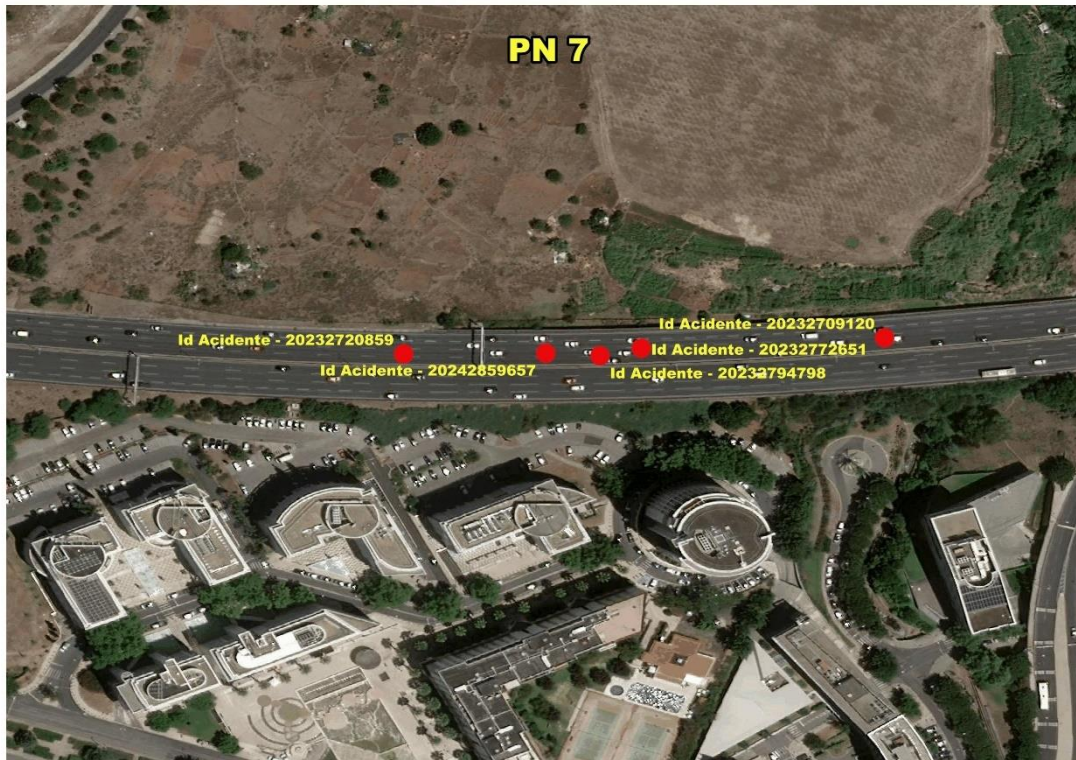 PN 7
Id Acidente - 20232709120
Id Acidente - 20232720859
Id Acidente - 20232772651
Id Acidente - 20242859657
Id Acidente - 20232794798